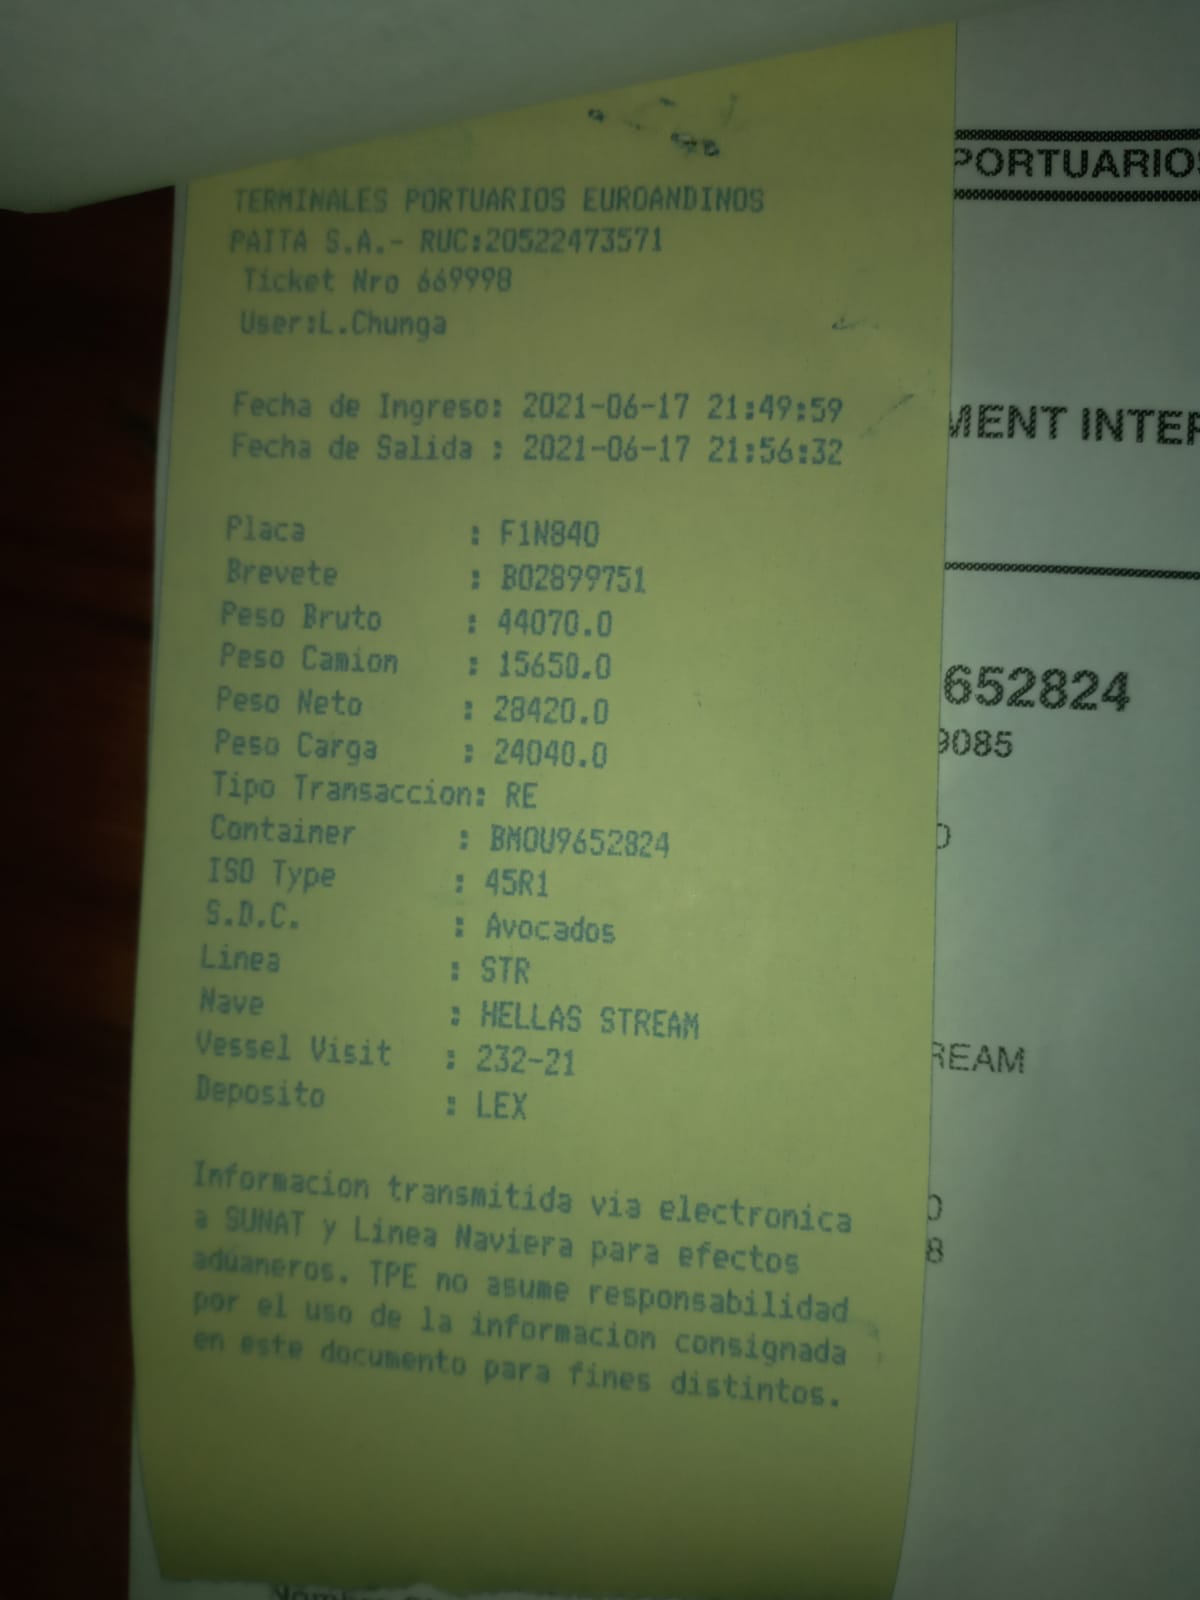 TERMINALES PORTUARIOS EUROANDINOS
PAITA S.A.- RUC:20522473571
Ticket Nro 669998
User:L.Chunga
Fecha de Ingreso: 2021-06-17 21:49:59
Fecha de Salida : 2021-06-17 21:56:32
Placa : F1N840
Brevete : B02899751
Peso Bruto : 44070.0
Peso Camion : 15650.0
Peso Neto : 28420.0
Peso Carga : 24040.0
Tipo Transaccion: RE
Container : BMOU9652824
ISO Type : 45R1
S.D.C. : Avocados
Linea : STR
Nave : HELLAS STREAM
Vessel Visit : 232-21
Deposito : LEX
Informacion transmitida via electronica
a SUNAT y Linea Naviera para efectos
aduaneros. TPE no asume responsabilidad
por el uso de la informacion consignada
en este documento para fines distintos.
PORTUARIOS
MENT INTER
652824
9085
REAM
8